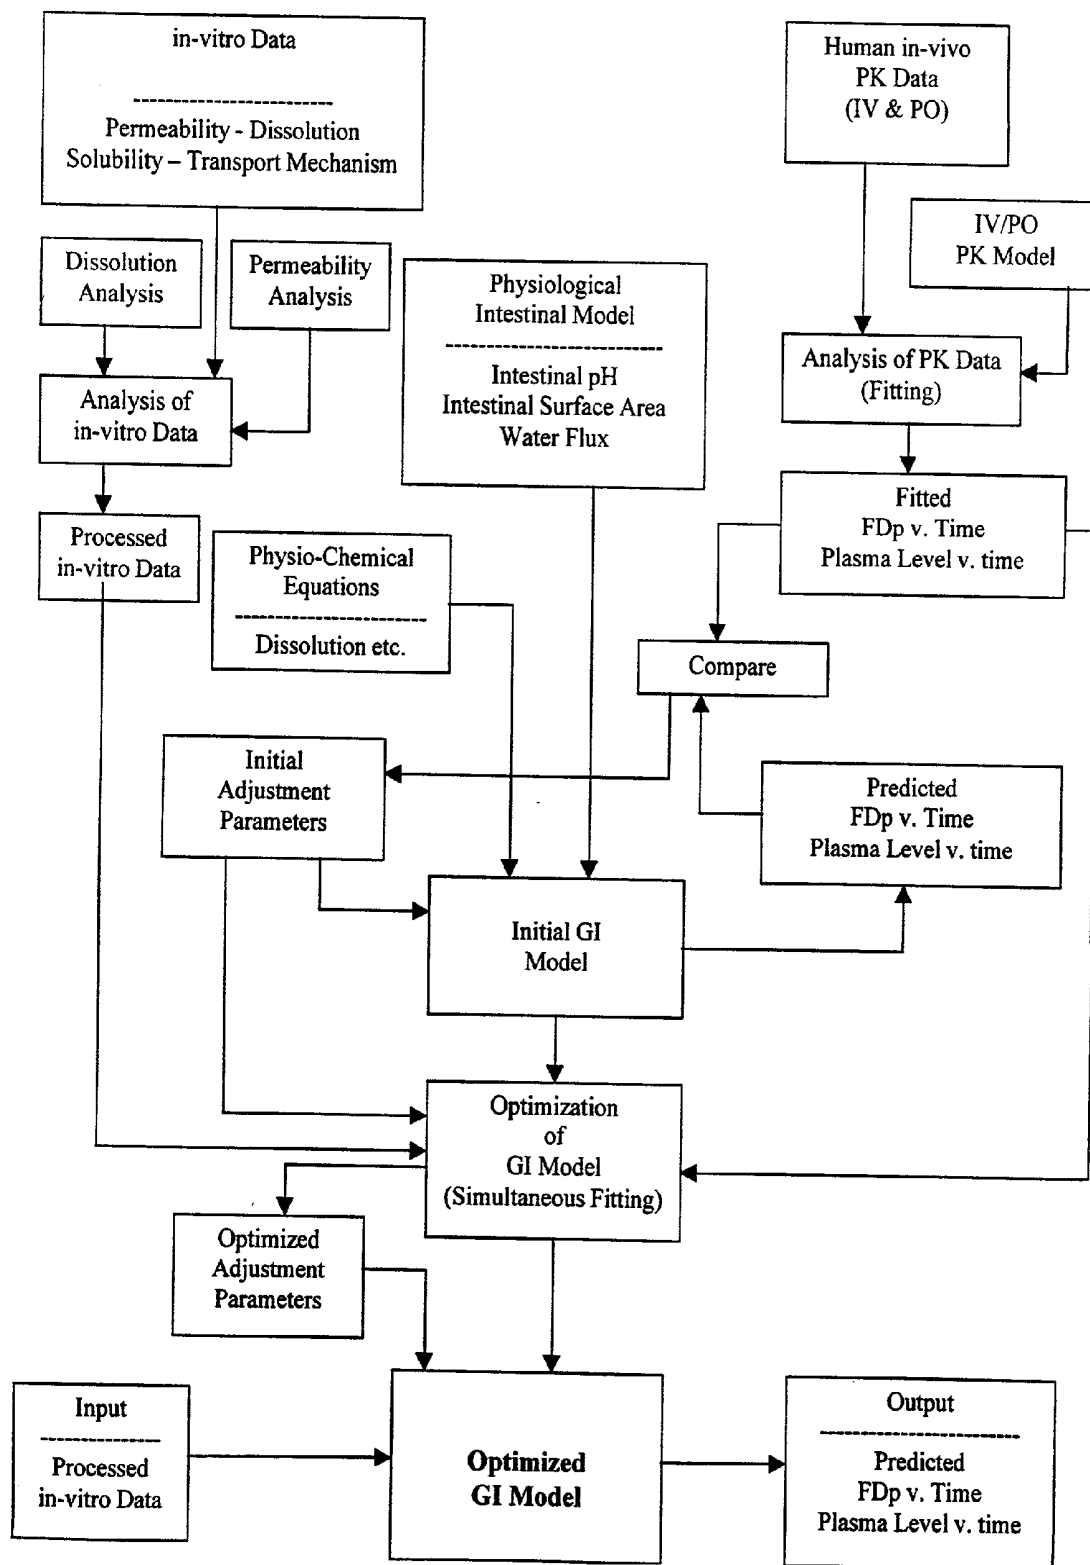 in-vitro Data
Permeability - Dissolution
Solubility – Transport Mechanism
Human in-vivo
PK Data
(IV & PO)
IV/PO
PK Model
Dissolution
Analysis
Permeability
Analysis
Physiological
Intestinal Model
Intestinal pH
Intestinal Surface Area
Water Flux
Analysis of PK Data
(Fitting)
Analysis of
in-vitro Data
Fitted
FDp v. Time
Plasma Level v. time
Processed
in-vitro Data
Physio-Chemical
Equations
Dissolution etc.
Compare
Initial
Adjustment
Parameters
Predicted
FDp v. Time
Plasma Level v. time
Initial GI
Model
Optimization
of
GI Model
(Simultaneous Fitting)
Optimized
Adjustment
Parameters
Input
Processed
in-vitro Data
Optimized
GI Model
Output
Predicted
FDp v. Time
Plasma Level v. time